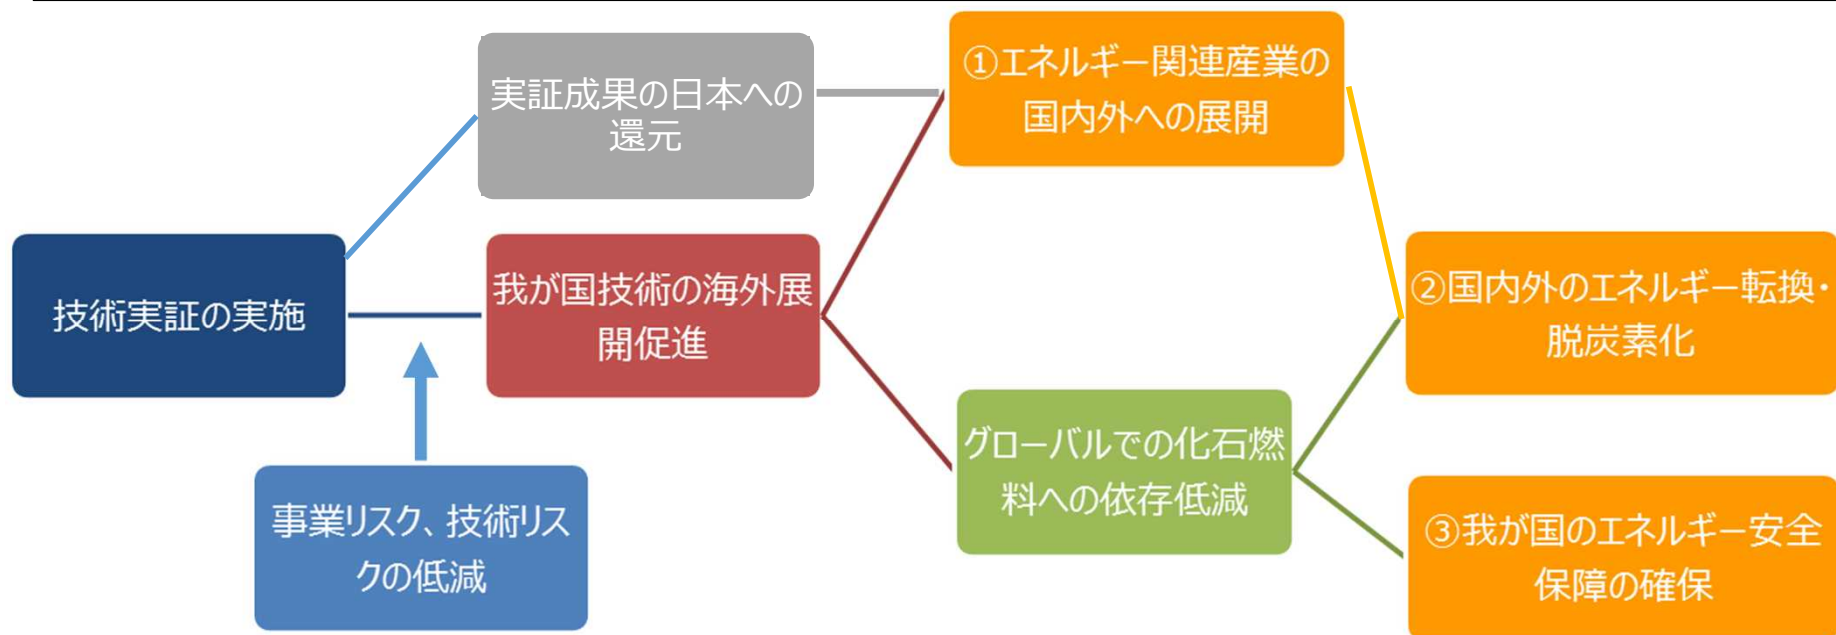 実証成果の日本への
還元
①エネルギー関連産業の
国内外への展開
技術実証の実施
我が国技術の海外展
開促進
②国内外のエネルギー転換・
脱炭素化
グローバルでの化石燃
料への依存低減
事業リスク、技術リス
クの低減
③我が国のエネルギー安全
保障の確保